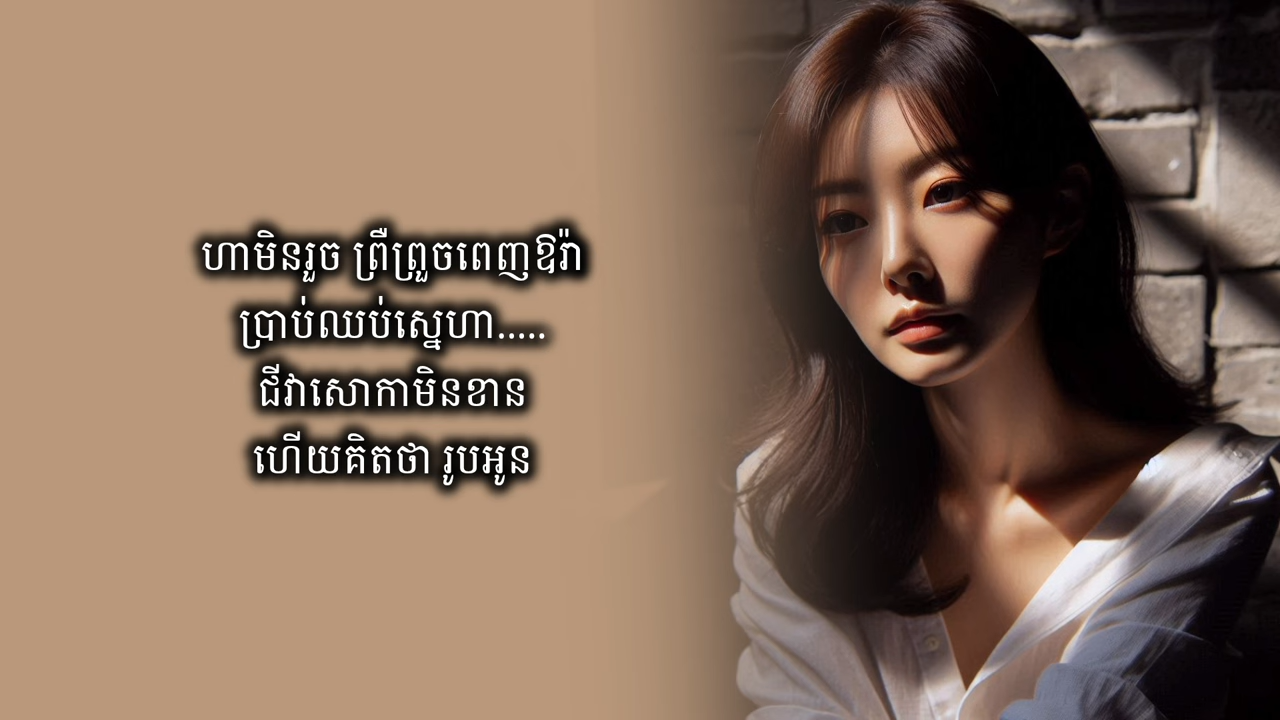 ហាមិនរួច ព្រឺព្រួចពេញឱរ៉ា
ប្រាប់ឈប់ស្នេហា.....
ជីវាសោកាមិនខាន
ហើយគិតថា រូបអូន